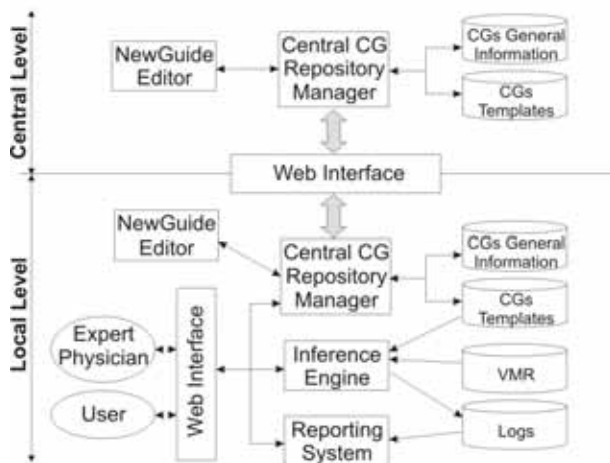 Central Level
NewGuide
Editor
Central CG
Repository
Manager
CGs General
Information
CGs
Templates
Web Interface
Local Level
NewGuide
Editor
Central CG
Repository
Manager
CGs General
Information
CGs
Templates
Expert
Physician
User
Web Interface
Inference
Engine
VMR
Reporting
System
Logs